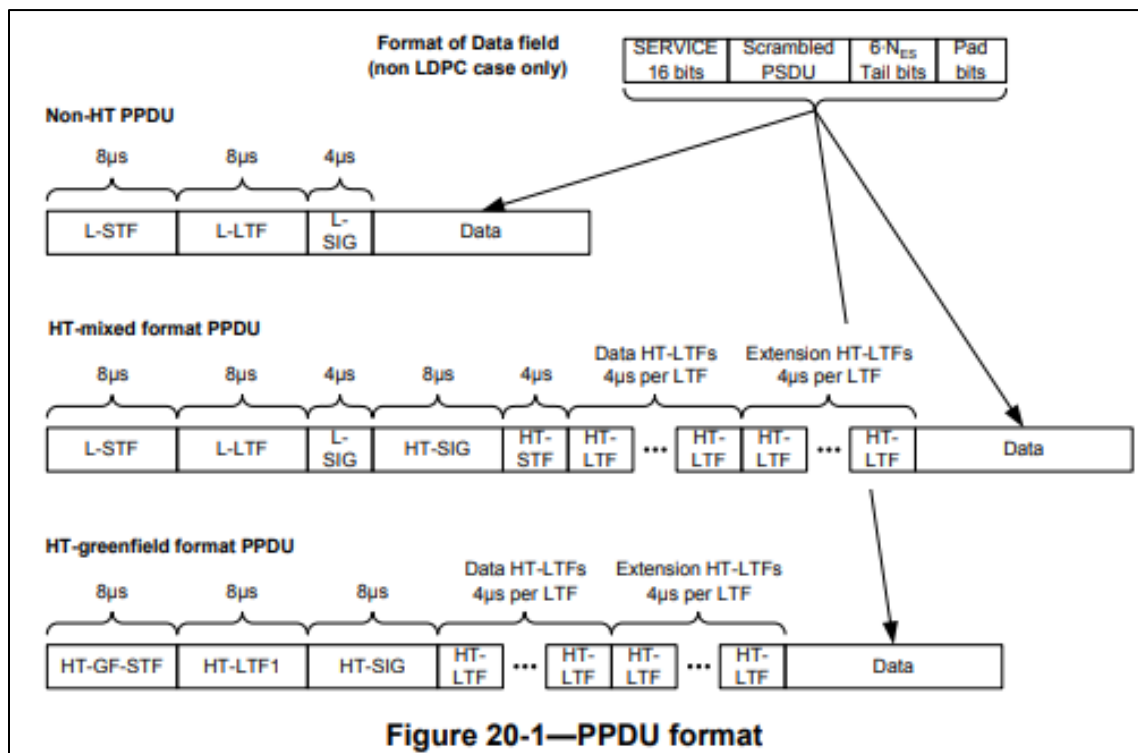 Format of Data field
(non LDPC case only)
SERVICE 16 bits
Scrambled PSDU
6·NES Tail bits
Pad bits
Non-HT PPDU
8µs 8µs 4µs
L-STF L-LTF L-SIG Data
HT-mixed format PPDU
Data HT-LTFs Extension HT-LTFs
8µs 8µs 4µs 8µs 4µs 4µs per LTF 4µs per LTF
L-STF L-LTF L-SIG HT-SIG HT-STF HT-LTF ••• HT-LTF HT-LTF ••• HT-LTF Data
HT-greenfield format PPDU
Data HT-LTFs Extension HT-LTFs
8µs 8µs 8µs 4µs per LTF 4µs per LTF
HT-GF-STF HT-LTF1 HT-SIG HT-LTF ••• HT-LTF HT-LTF ••• HT-LTF Data
Figure 20-1—PPDU format